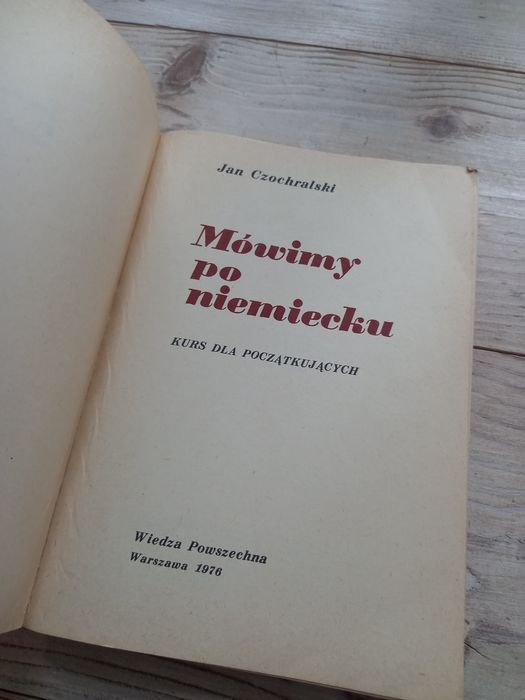 Jan Czochralski
Mówimy
po
niemiecku
KURS DLA POCZĄTKUJĄCYCH
Wiedza Powszechna
Warszawa 1976